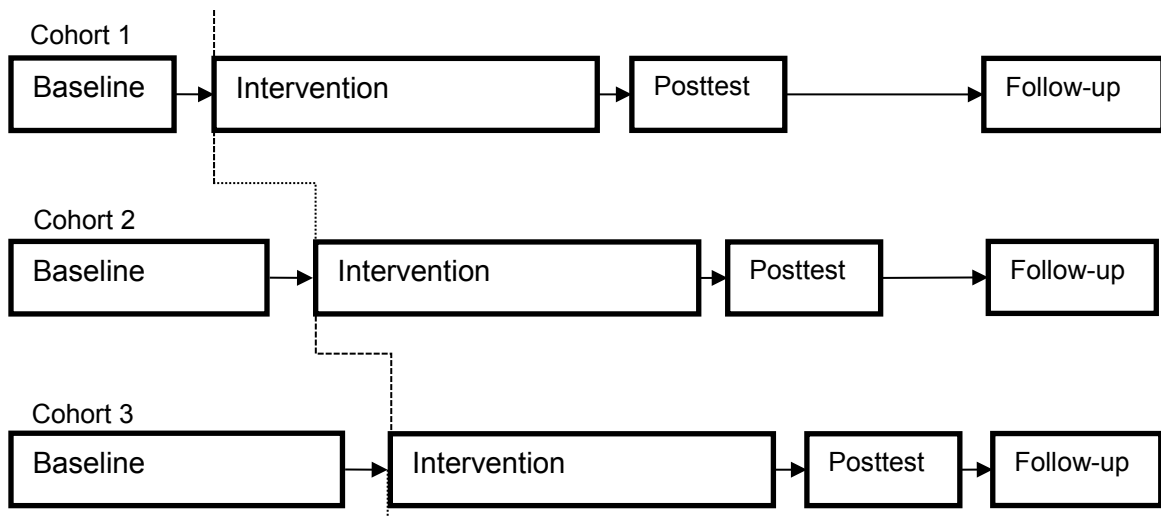 Cohort 1
Baseline Intervention Posttest Follow-up
Cohort 2
Baseline Intervention Posttest Follow-up
Cohort 3
Baseline Intervention Posttest Follow-up